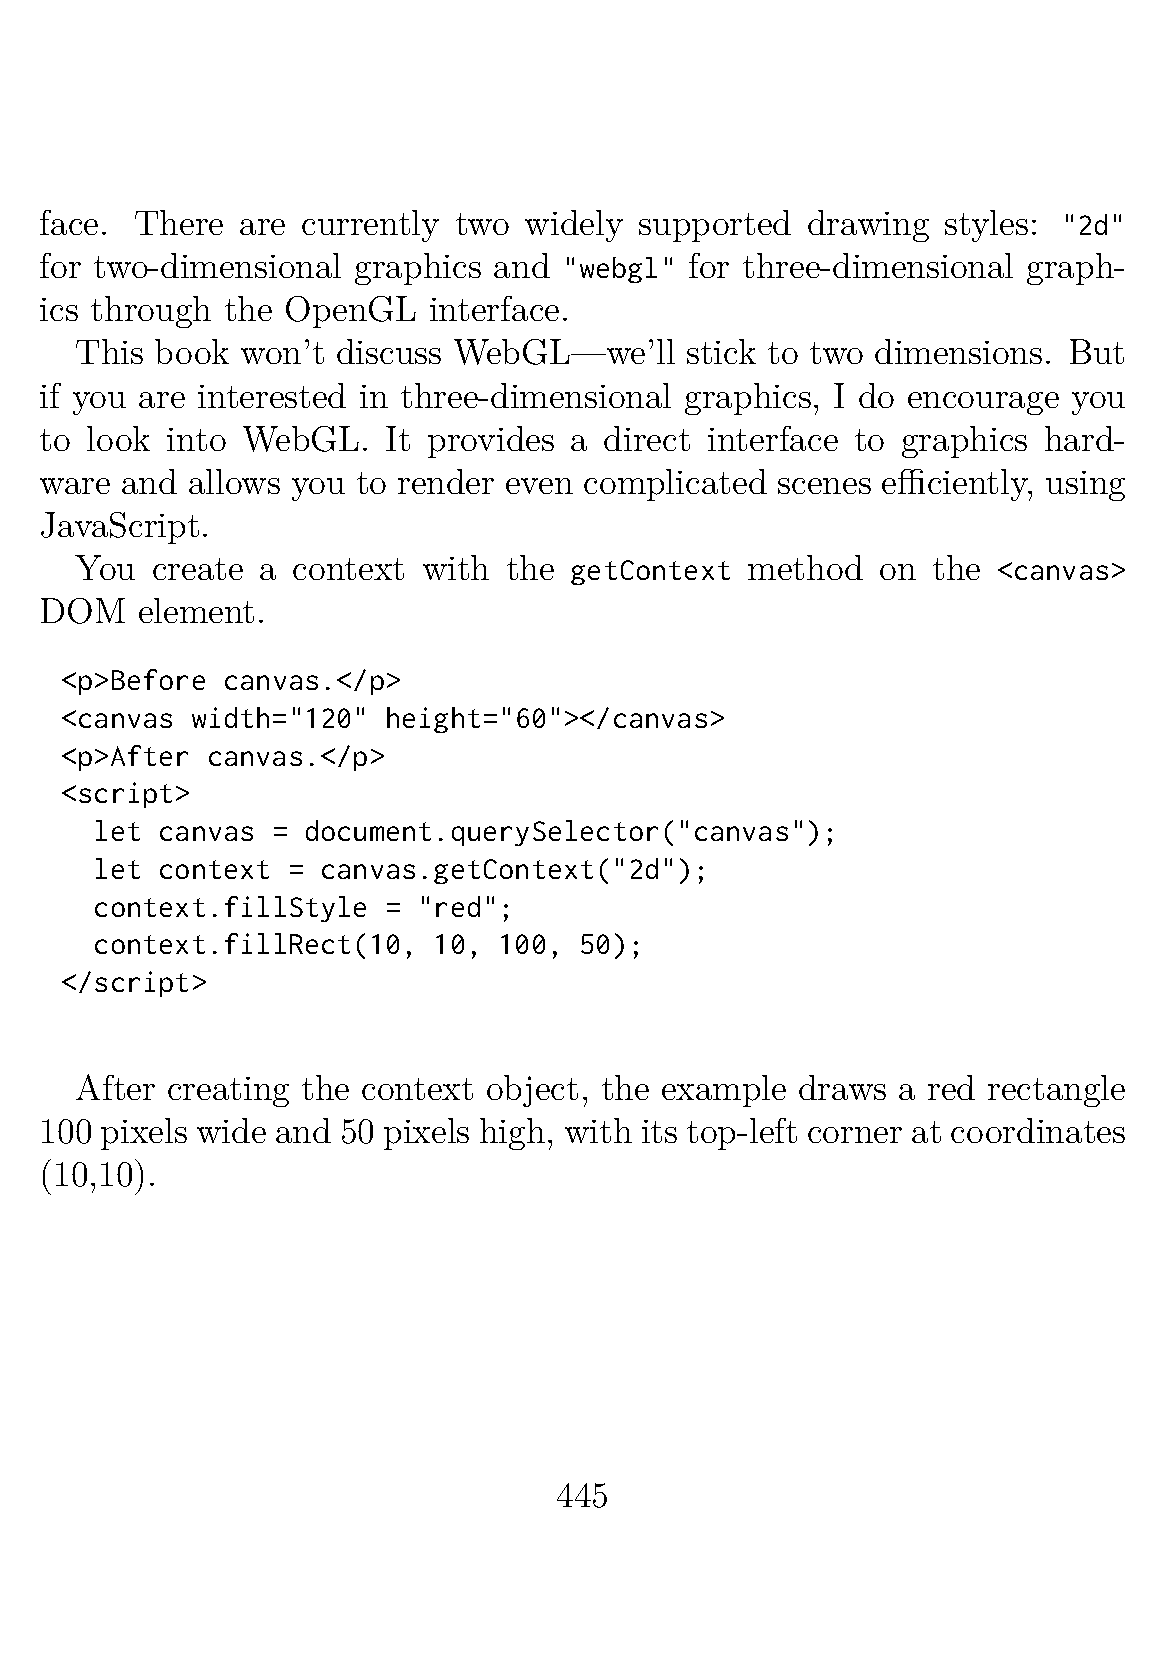 face. There are currently two widely supported drawing styles: "2d"
for two-dimensional graphics and "webgl" for three-dimensional graph-
ics through the OpenGL interface.
This book won't discuss WebGL—we'll stick to two dimensions. But
if you are interested in three-dimensional graphics, I do encourage you
to look into WebGL. It provides a direct interface to graphics hard-
ware and allows you to render even complicated scenes efficiently, using
JavaScript.
You create a context with the getContext method on the <canvas>
DOM element.
<p>Before canvas.</p>
<canvas width="120" height="60"></canvas>
<p>After canvas.</p>
<script>
  let canvas = document.querySelector("canvas");
  let context = canvas.getContext("2d");
  context.fillStyle = "red";
  context.fillRect(10, 10, 100, 50);
</script>
After creating the context object, the example draws a red rectangle
100 pixels wide and 50 pixels high, with its top-left corner at coordinates
(10,10).
445